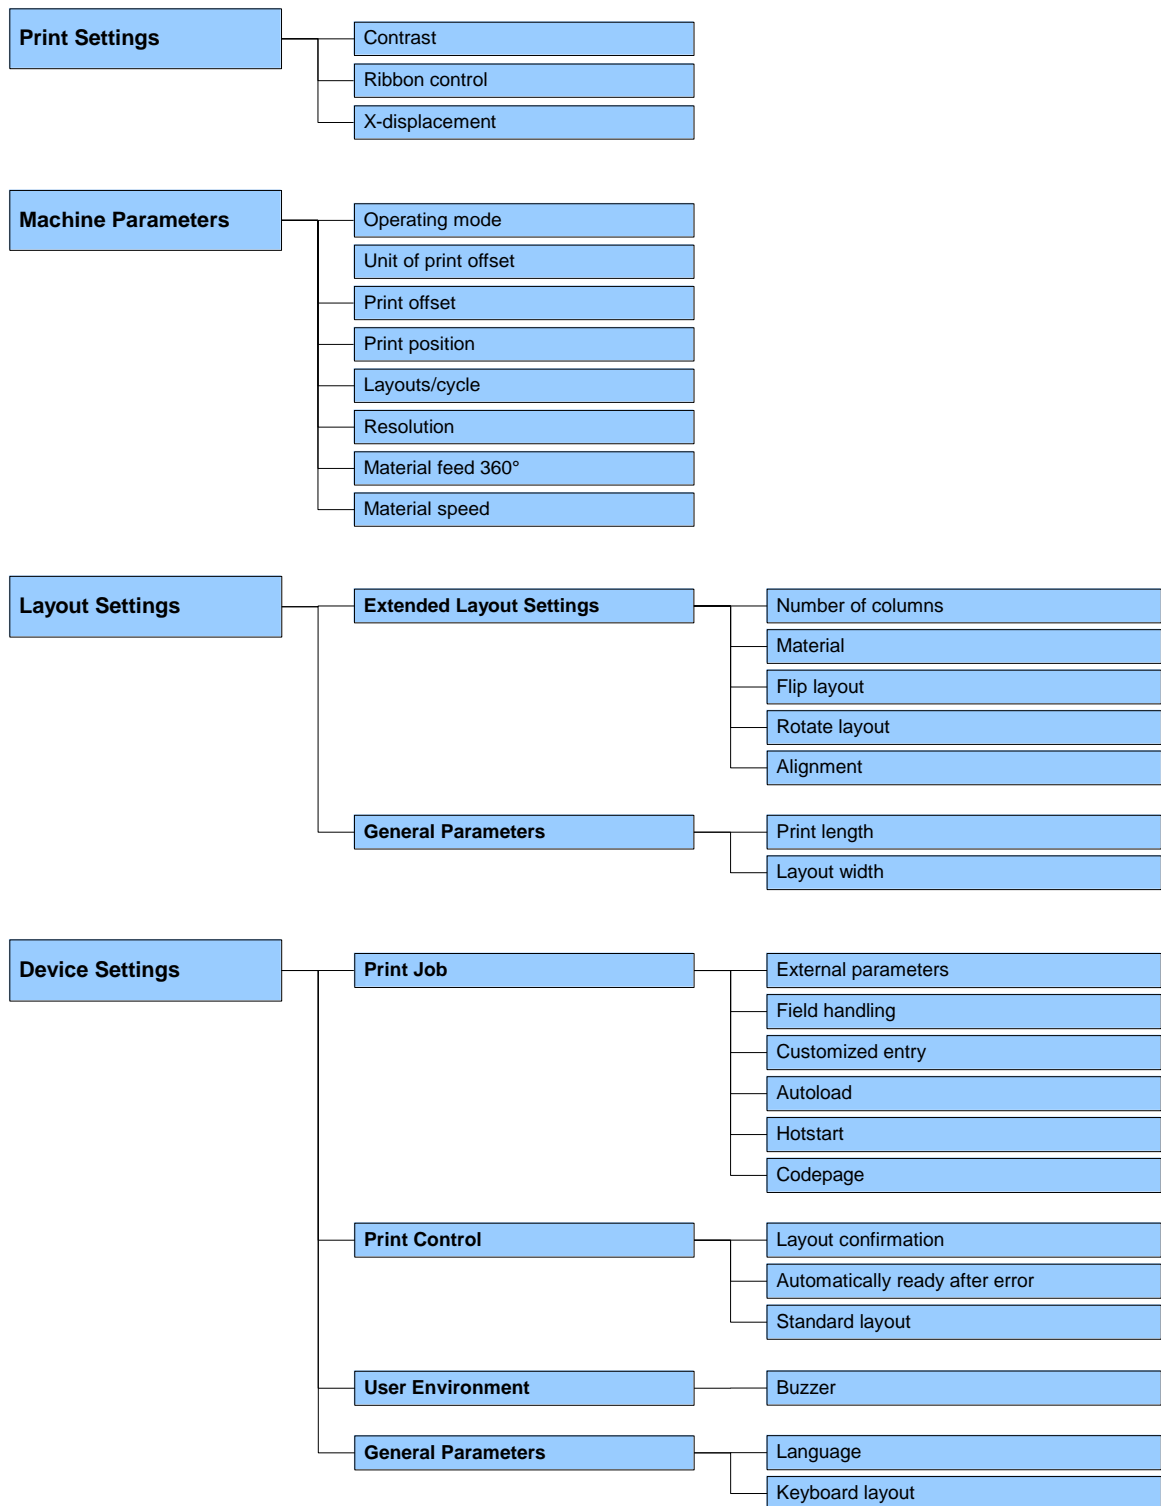 Print Settings
Contrast
Ribbon control
X-displacement
Machine Parameters
Operating mode
Unit of print offset
Print offset
Print position
Layouts/cycle
Resolution
Material feed 360°
Material speed
Layout Settings
Extended Layout Settings
Number of columns
Material
Flip layout
Rotate layout
Alignment
General Parameters
Print length
Layout width
Device Settings
Print Job
External parameters
Field handling
Customized entry
Autoload
Hotstart
Codepage
Print Control
Layout confirmation
Automatically ready after error
Standard layout
User Environment
Buzzer
General Parameters
Language
Keyboard layout